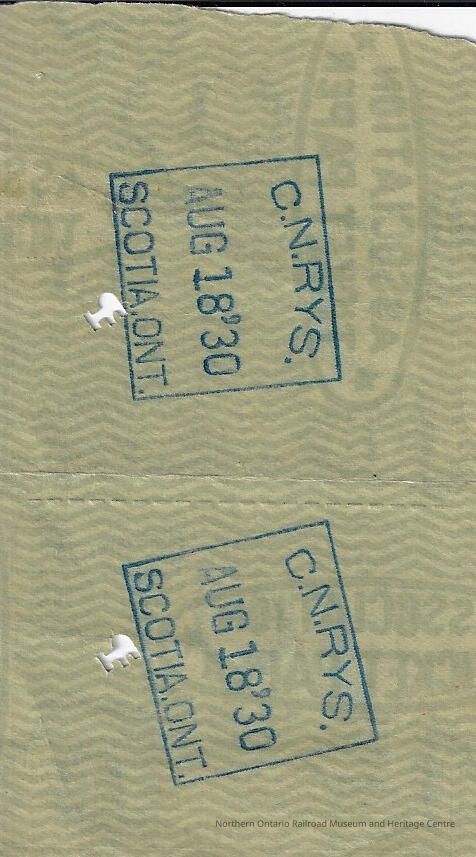 C.N.RYS.
AUG 18'30
SCOTIA,ONT.
C.N.RYS.
AUG 18'30
SCOTIA,ONT.
Northern Ontario Railroad Museum and Heritage Centre